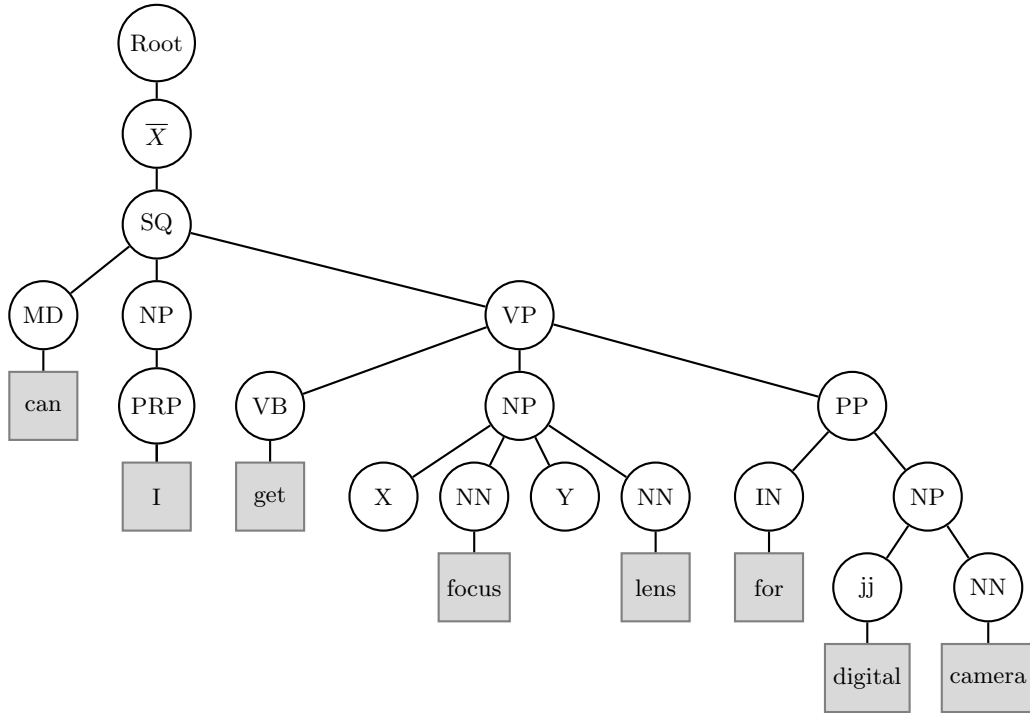 Root
X̅
SQ
MD NP VP
can PRP VB NP PP
I get X NN Y NN IN NP
focus lens for jj NN
digital camera